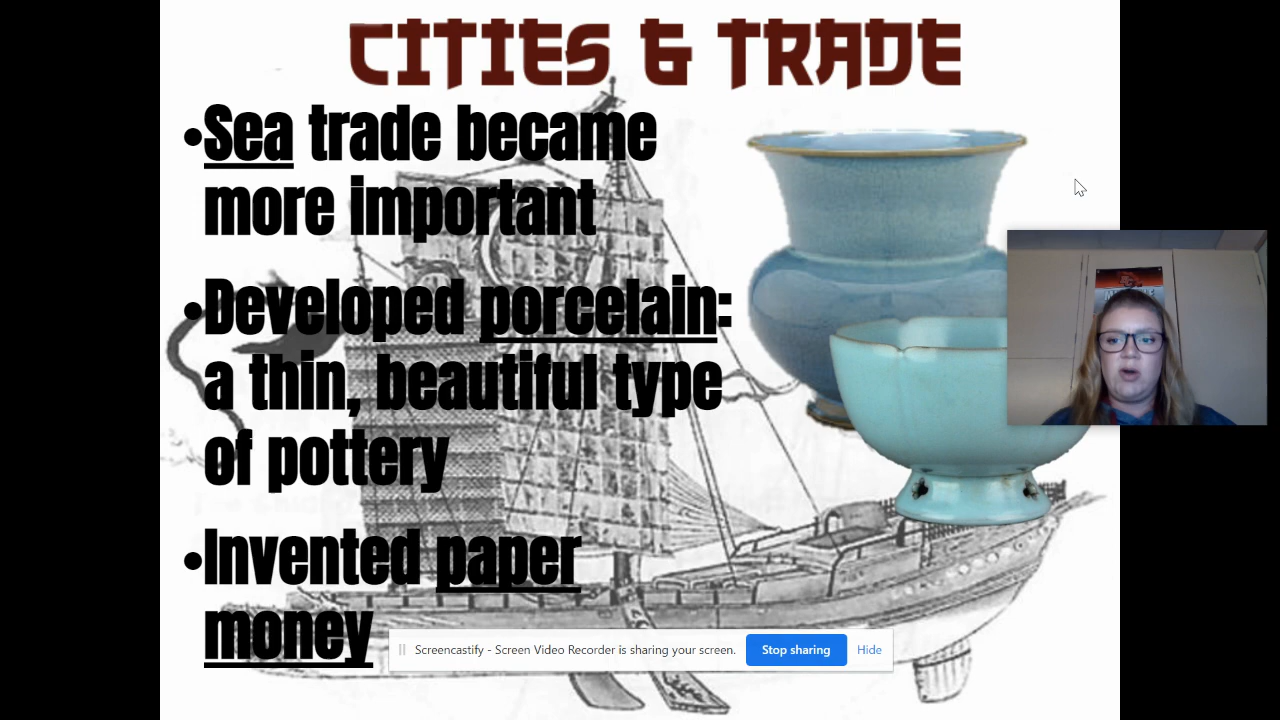 CITIES & TRADE
•Sea trade became
more important
•Developed porcelain:
a thin, beautiful type
of pottery
•Invented paper
money
Screencastify - Screen Video Recorder is sharing your screen. Stop sharing Hide